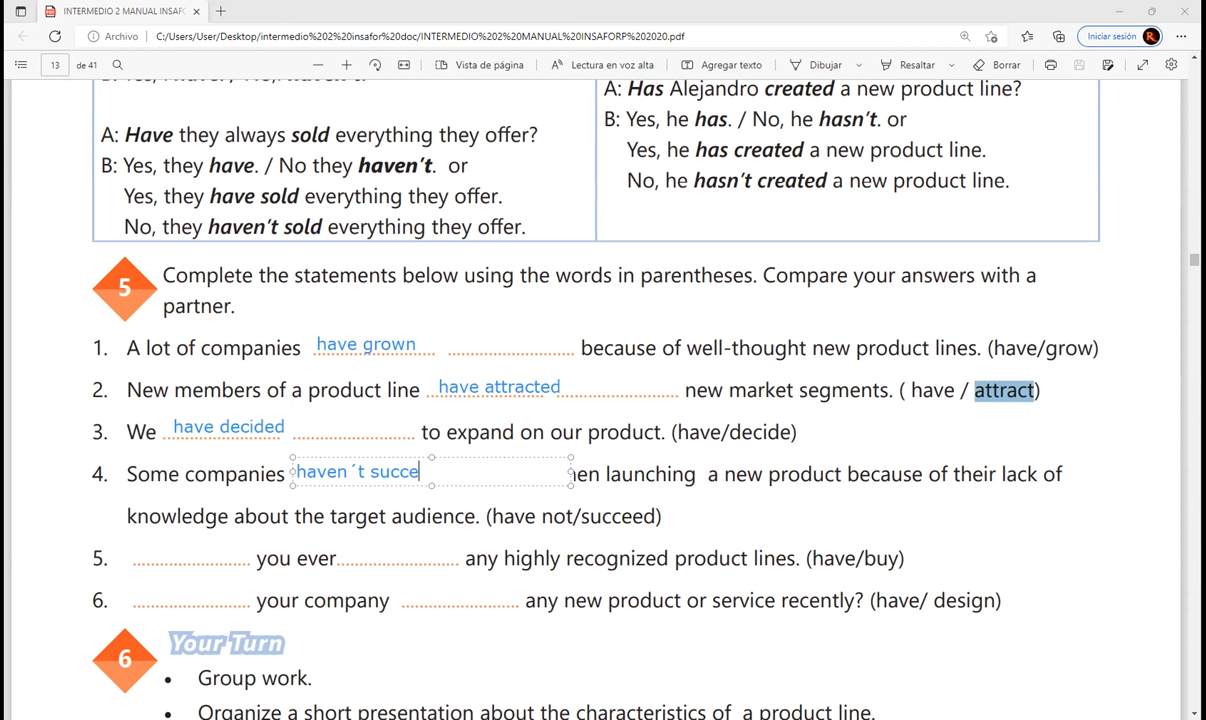 INTERMEDIO 2 MANUAL INSAFO
Archivo C:/Users/User/Desktop/intermedio%202%20insafor%20doc/INTERMEDIO%202%20MANUAL%20INSAFORP%202020.pdf
Iniciar sesión
13 de 41 Vista de página Lectura en voz alta Agregar texto Dibujar Resaltar Borrar
A: Have they always sold everything they offer?
B: Yes, they have. / No they haven't. or
Yes, they have sold everything they offer.
No, they haven't sold everything they offer.
A: Has Alejandro created a new product line?
B: Yes, he has. / No, he hasn't. or
Yes, he has created a new product line.
No, he hasn't created a new product line.
5 Complete the statements below using the words in parentheses. Compare your answers with a
partner.
1. A lot of companies have grown ........................ because of well-thought new product lines. (have/grow)
2. New members of a product line have attracted ........................ new market segments. ( have / attract)
3. We have decided ........................ to expand on our product. (have/decide)
4. Some companies haven´t succe hen launching a new product because of their lack of
knowledge about the target audience. (have not/succeed)
5. ........................ you ever........................ any highly recognized product lines. (have/buy)
6. ........................ your company ........................ any new product or service recently? (have/ design)
6 Your Turn
• Group work.
• Organize a short presentation about the characteristics of a product line.